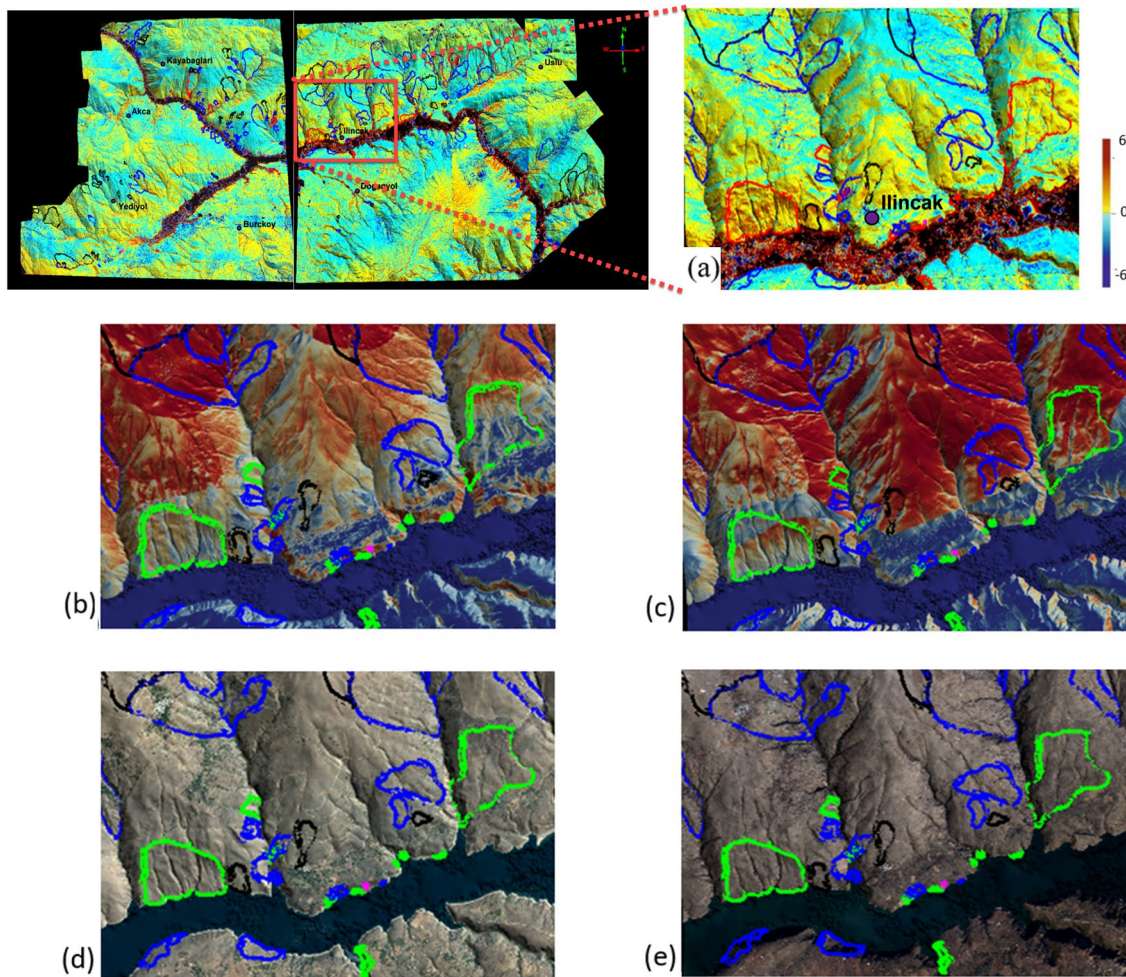 N
W E
S
Kayabaglari
Uslu
Akca
Ilincak
Doganyol
Yediyol
Burckoy
Ilincak
6
0
-6
(a)
(b)
(c)
(d)
(e)